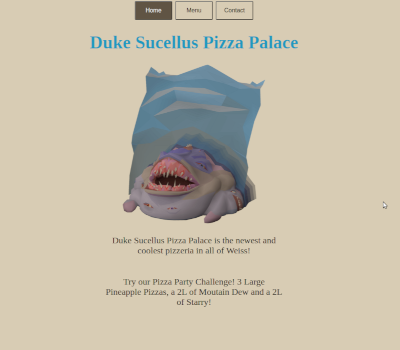 Home Menu Contact
Duke Sucellus Pizza Palace
Duke Sucellus Pizza Palace is the newest and
coolest pizzeria in all of Weiss!
Try our Pizza Party Challenge! 3 Large
Pineapple Pizzas, a 2L of Moutain Dew and a 2L
of Starry!